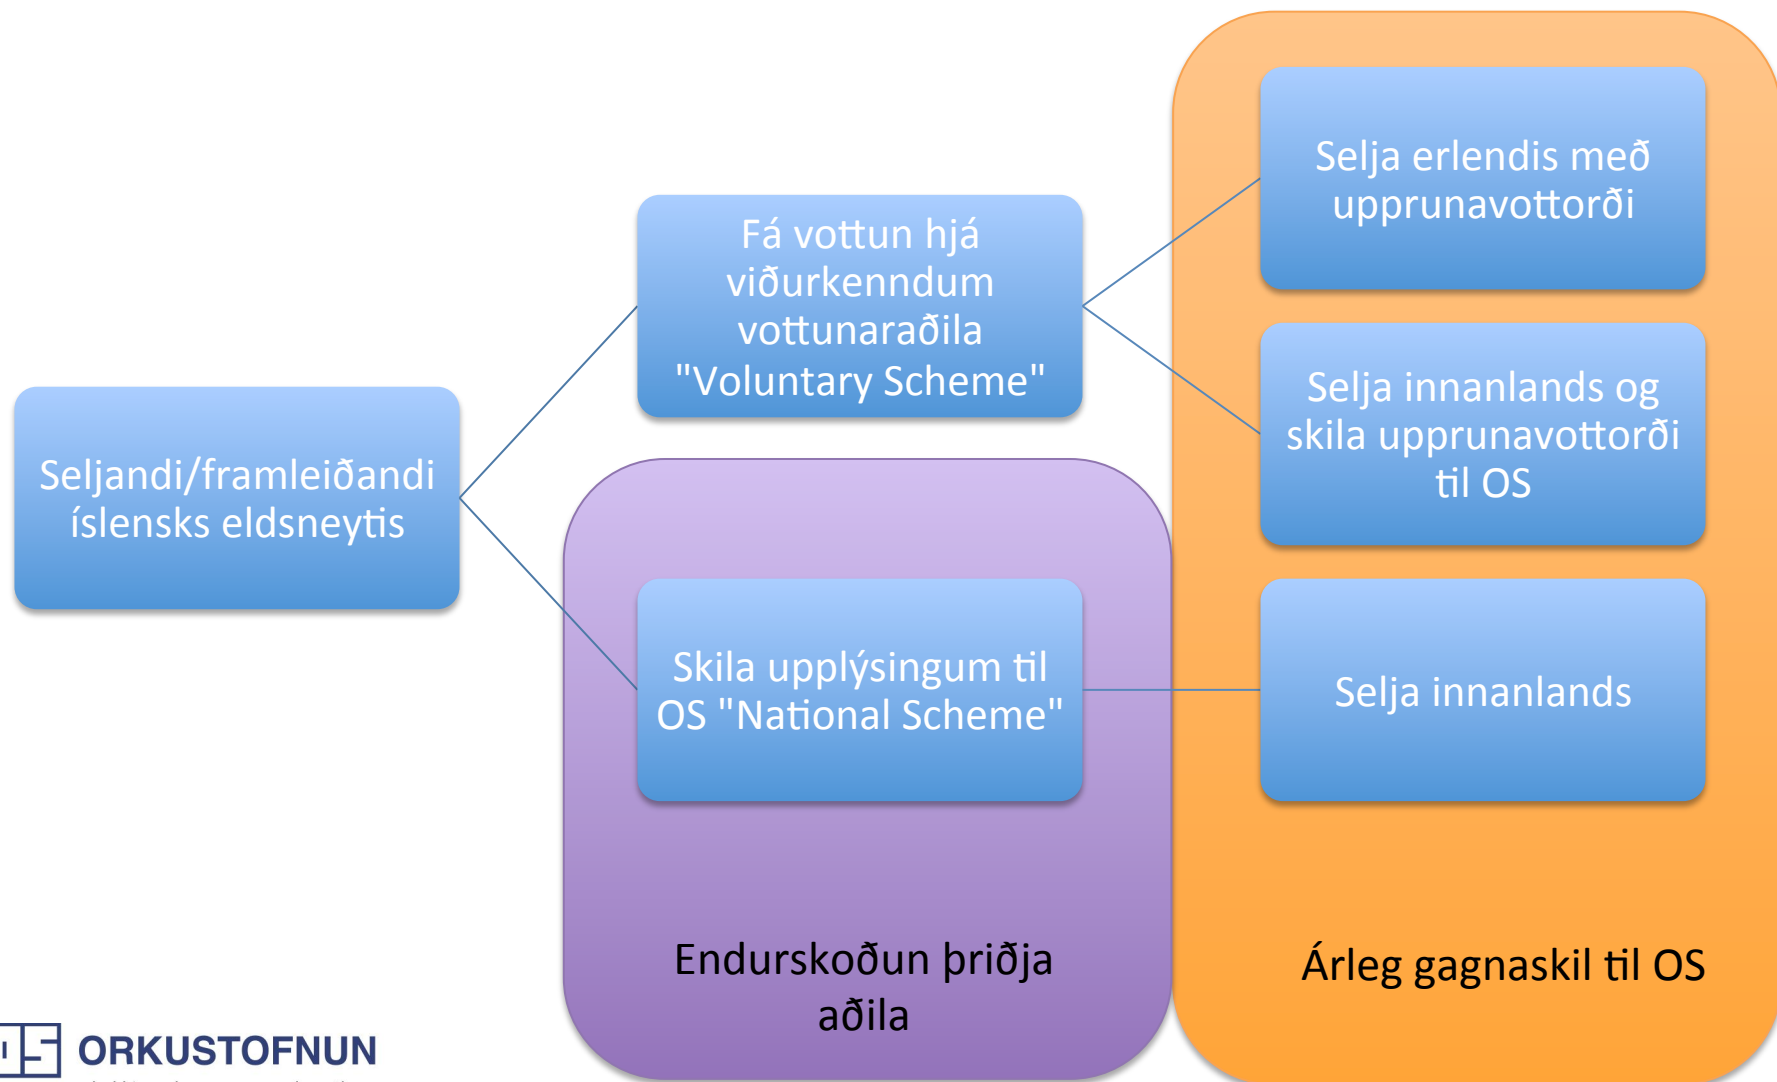 Seljandi/framleiðandi
íslensks eldsneytis
Fá vottun hjá
viðurkenndum
vottunaraðila
"Voluntary Scheme"
Skila upplýsingum til
OS "National Scheme"
Endurskoðun þriðja
aðila
Selja erlendis með
upprunavottorði
Selja innanlands og
skila upprunavottorði
til OS
Selja innanlands
Árleg gagnaskil til OS
ORKUSTOFNUN